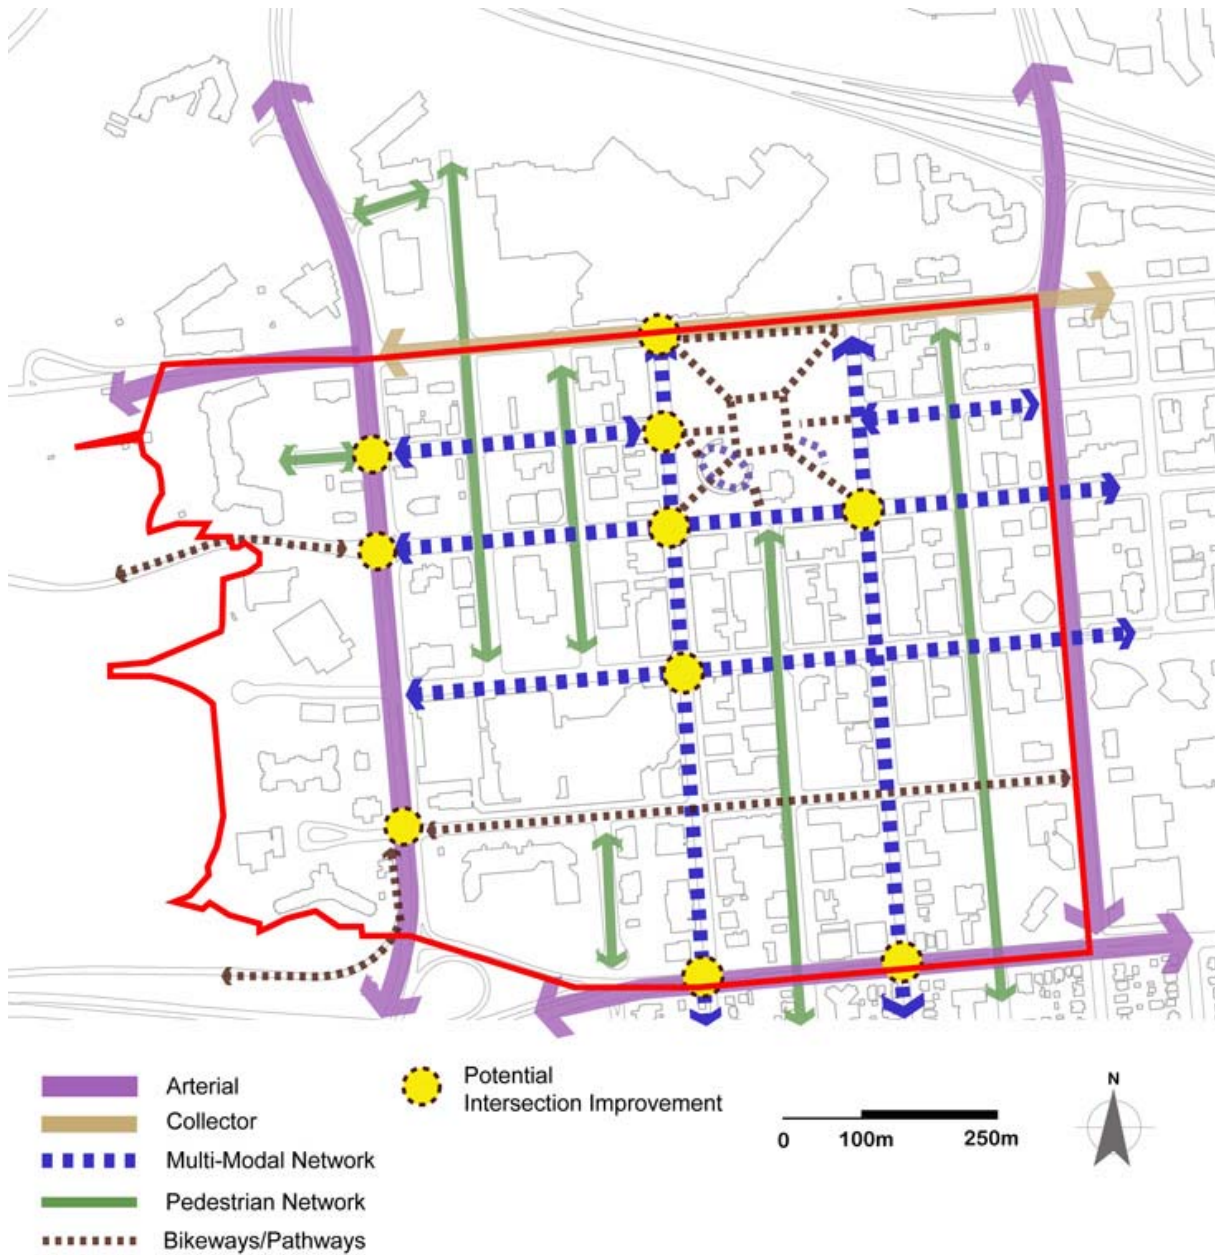 Arterial
Collector
Multi-Modal Network
Pedestrian Network
Bikeways/Pathways
Potential
Intersection Improvement
0 100m 250m
N